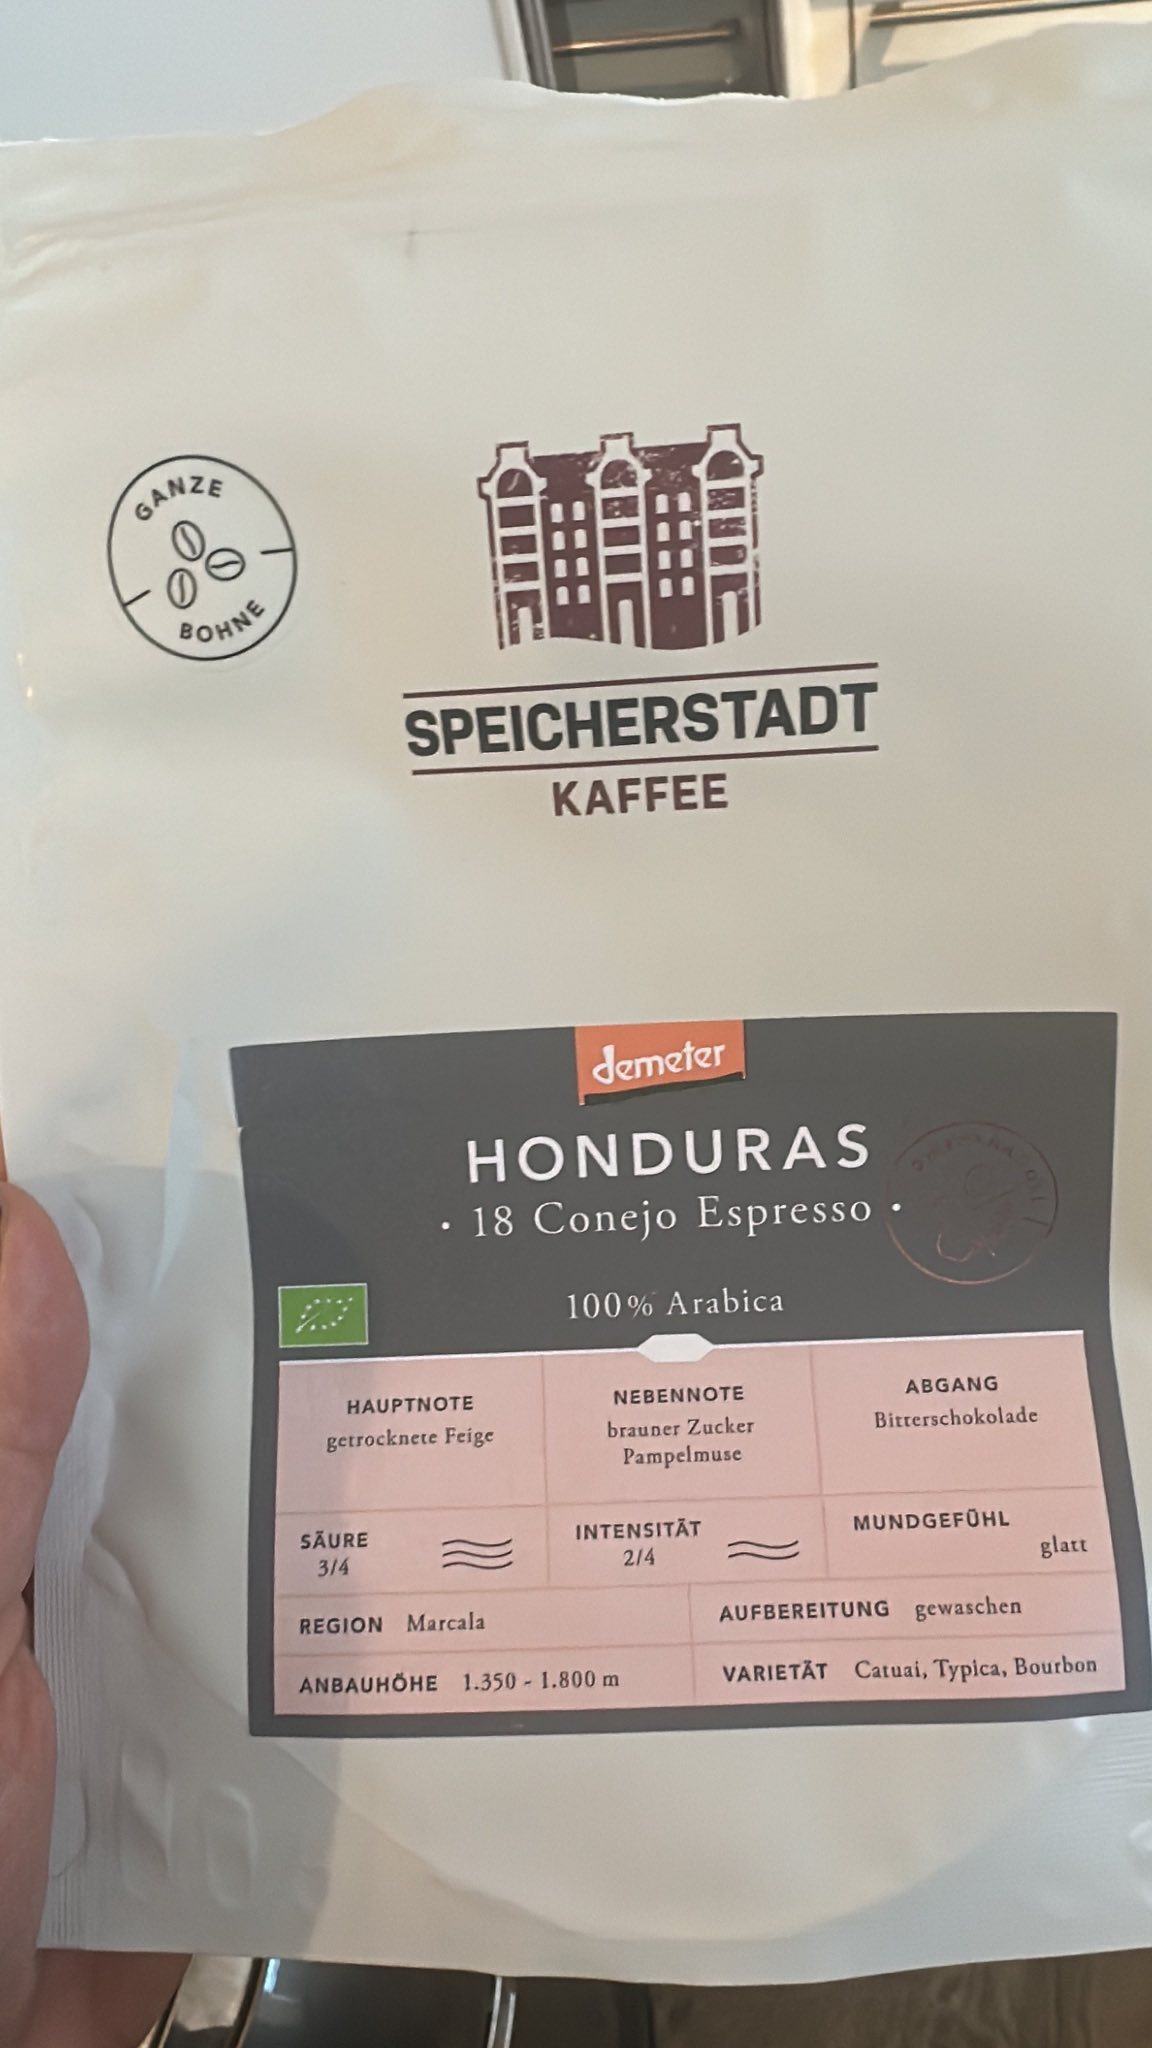 GANZE
BOHNE
SPEICHERSTADT
KAFFEE
demeter
HONDURAS
· 18 Conejo Espresso ·
100% Arabica
HAUPTNOTE
getrocknete Feige
NEBENNOTE
brauner Zucker
Pampelmuse
ABGANG
Bitterschokolade
SÄURE
3/4
INTENSITÄT
2/4
MUNDGEFÜHL
glatt
REGION Marcala
AUFBEREITUNG gewaschen
ANBAUHÖHE 1.350 - 1.800 m
VARIETÄT Catuai, Typica, Bourbon